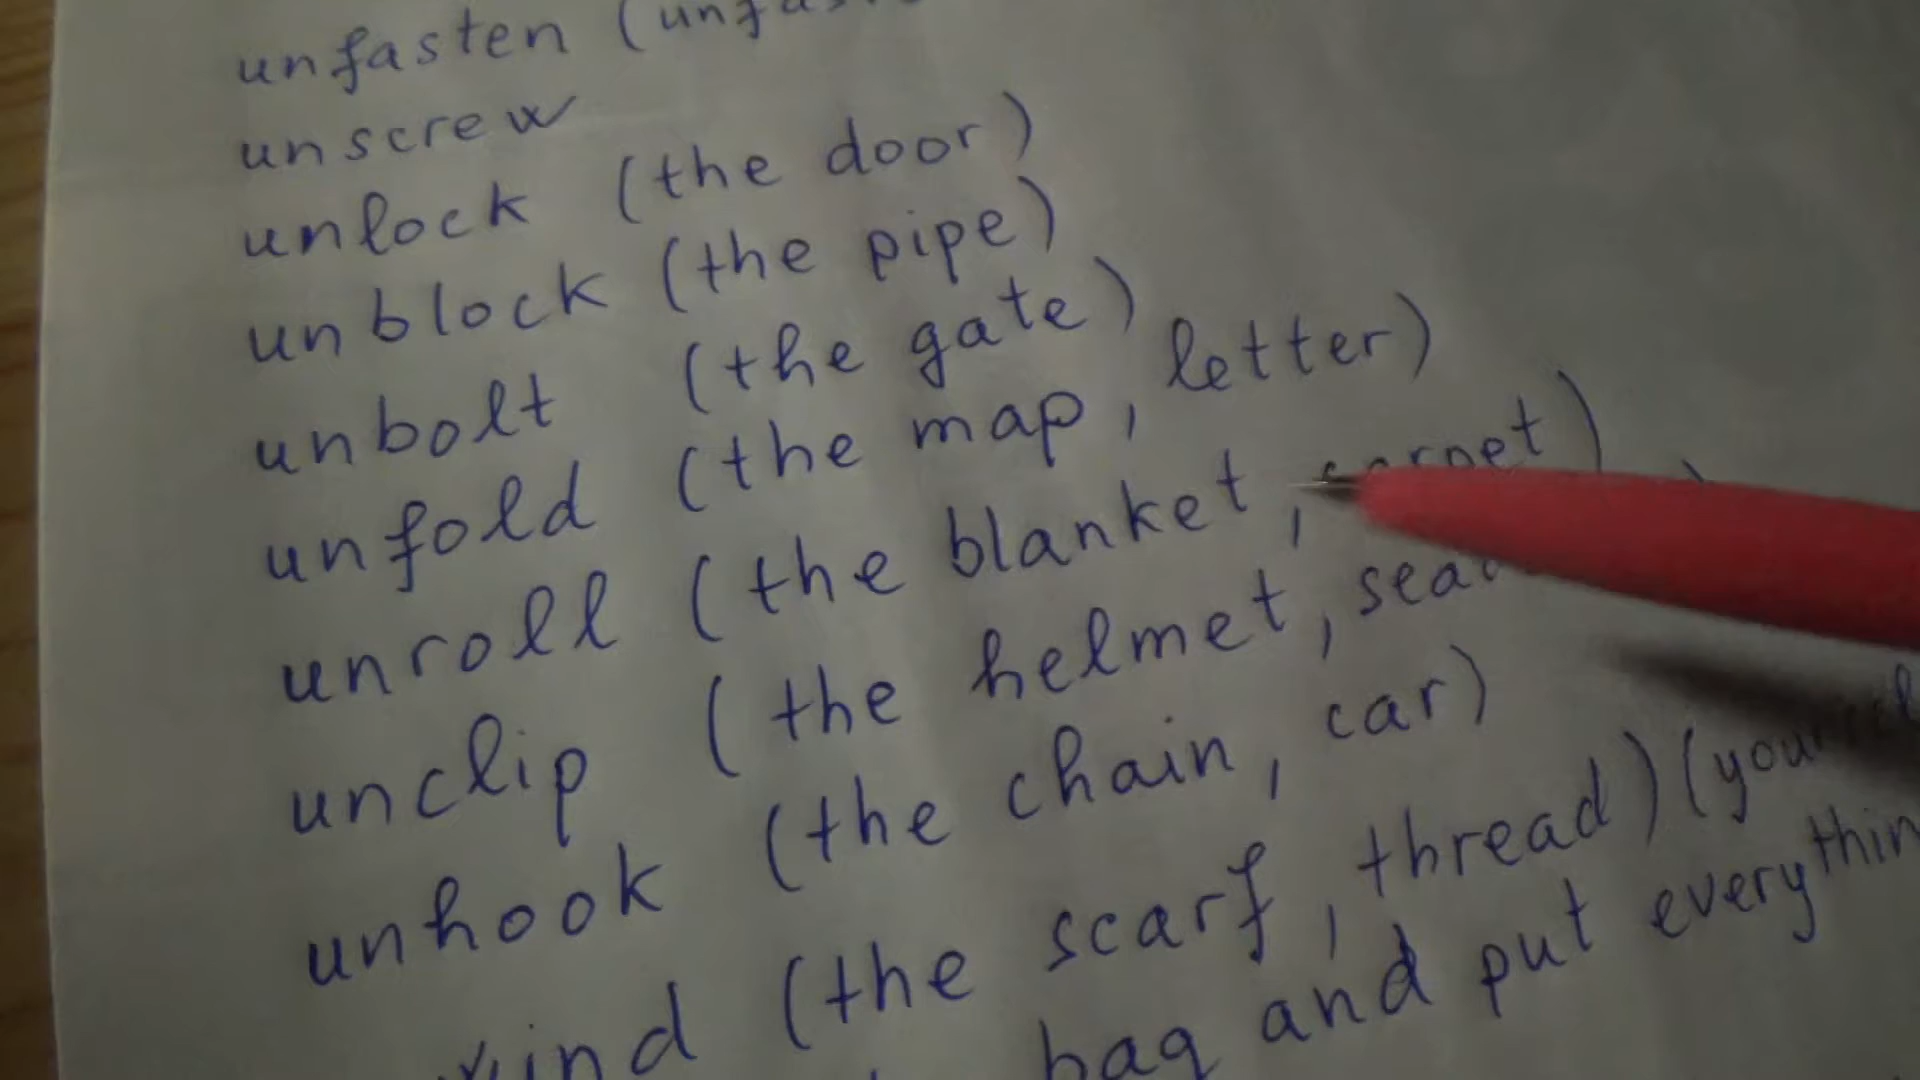 unfasten (
unscrew
unlock (the door)
unblock (the pipe)
unbolt (the gate)
unfold (the map, letter)
unroll (the blanket, carpet)
unclip (the helmet,
unhook (the chain, car)
(the scarf, thread) (
bag and put